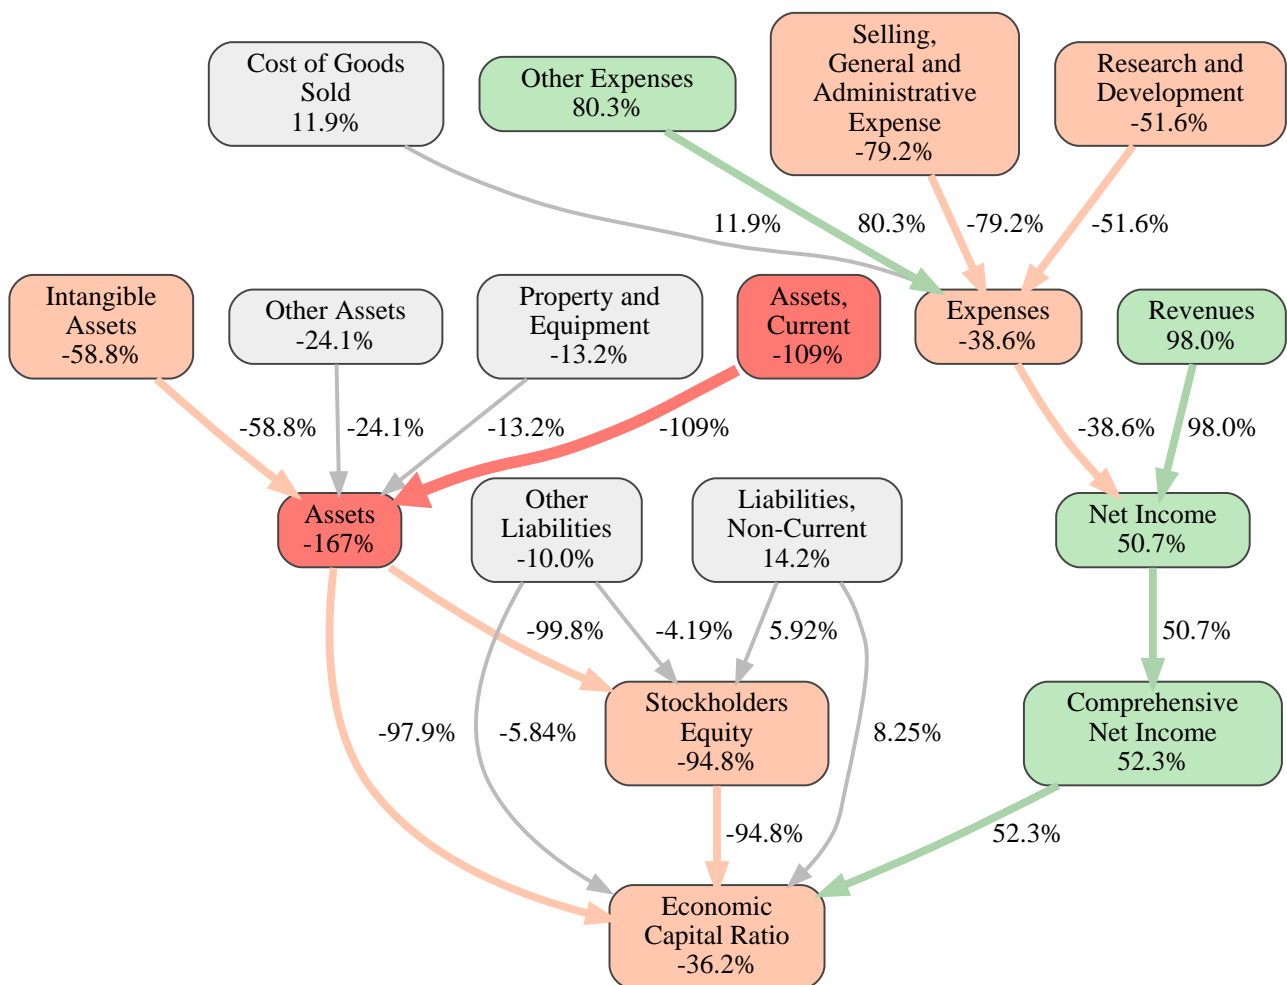 Cost of Goods
Sold
11.9%
Other Expenses
80.3%
Selling,
General and
Administrative
Expense
-79.2%
Research and
Development
-51.6%
11.9%
80.3%
-79.2%
-51.6%
Intangible
Assets
-58.8%
Other Assets
-24.1%
Property and
Equipment
-13.2%
Assets,
Current
-109%
Expenses
-38.6%
Revenues
98.0%
-58.8%
-24.1%
-13.2%
-109%
-38.6%
98.0%
Assets
-167%
Other
Liabilities
-10.0%
Liabilities,
Non-Current
14.2%
Net Income
50.7%
-99.8%
-4.19%
5.92%
50.7%
Stockholders
Equity
-94.8%
Comprehensive
Net Income
52.3%
-97.9%
-5.84%
8.25%
-94.8%
52.3%
Economic
Capital Ratio
-36.2%